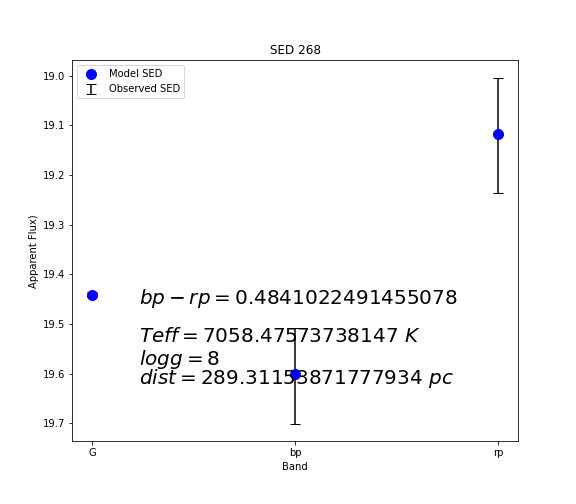 SED 268
Model SED
Observed SED
19.0
19.1
19.2
19.3
19.4
19.5
19.6
19.7
Apparent Flux)
bp − rp = 0.4841022491455078
Teff = 7058.47573738147 K
logg = 8
dist = 289.31153871777934 pc
G
bp
rp
Band